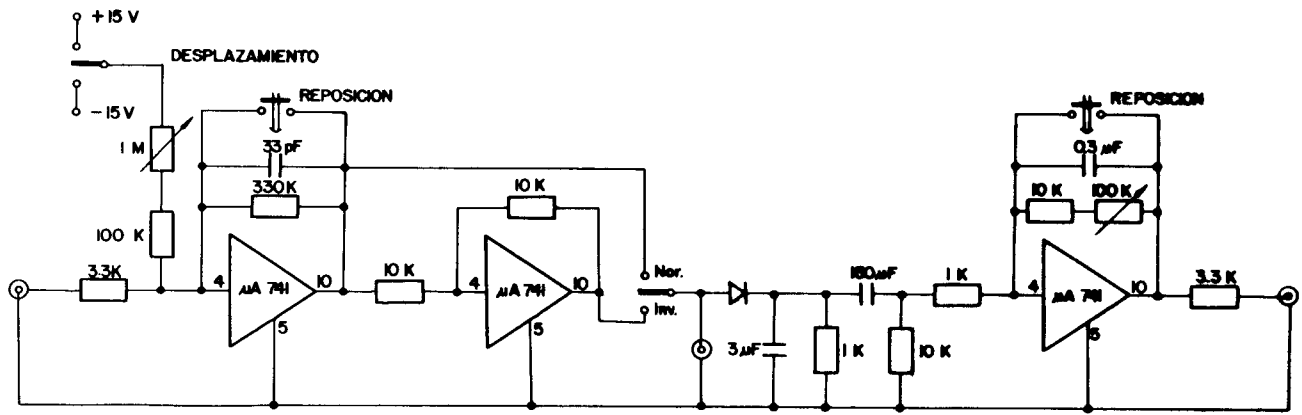 +15 V
DESPLAZAMIENTO
-15 V
1 M
100 K
3.3K
REPOSICION
33 pF
330 K
4
μA 741
10
5
10 K
10 K
4
μA 741
10
5
Nor.
Inv.
3 μF
1 K
160 μF
10 K
1 K
REPOSICION
0.3 μF
10 K
100 K
4
μA 741
10
5
3.3 K